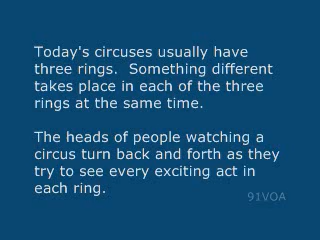 Today's circuses usually have
three rings.  Something different
takes place in each of the three
rings at the same time.
The heads of people watching a
circus turn back and forth as they
try to see every exciting act in
each ring.
91VOA